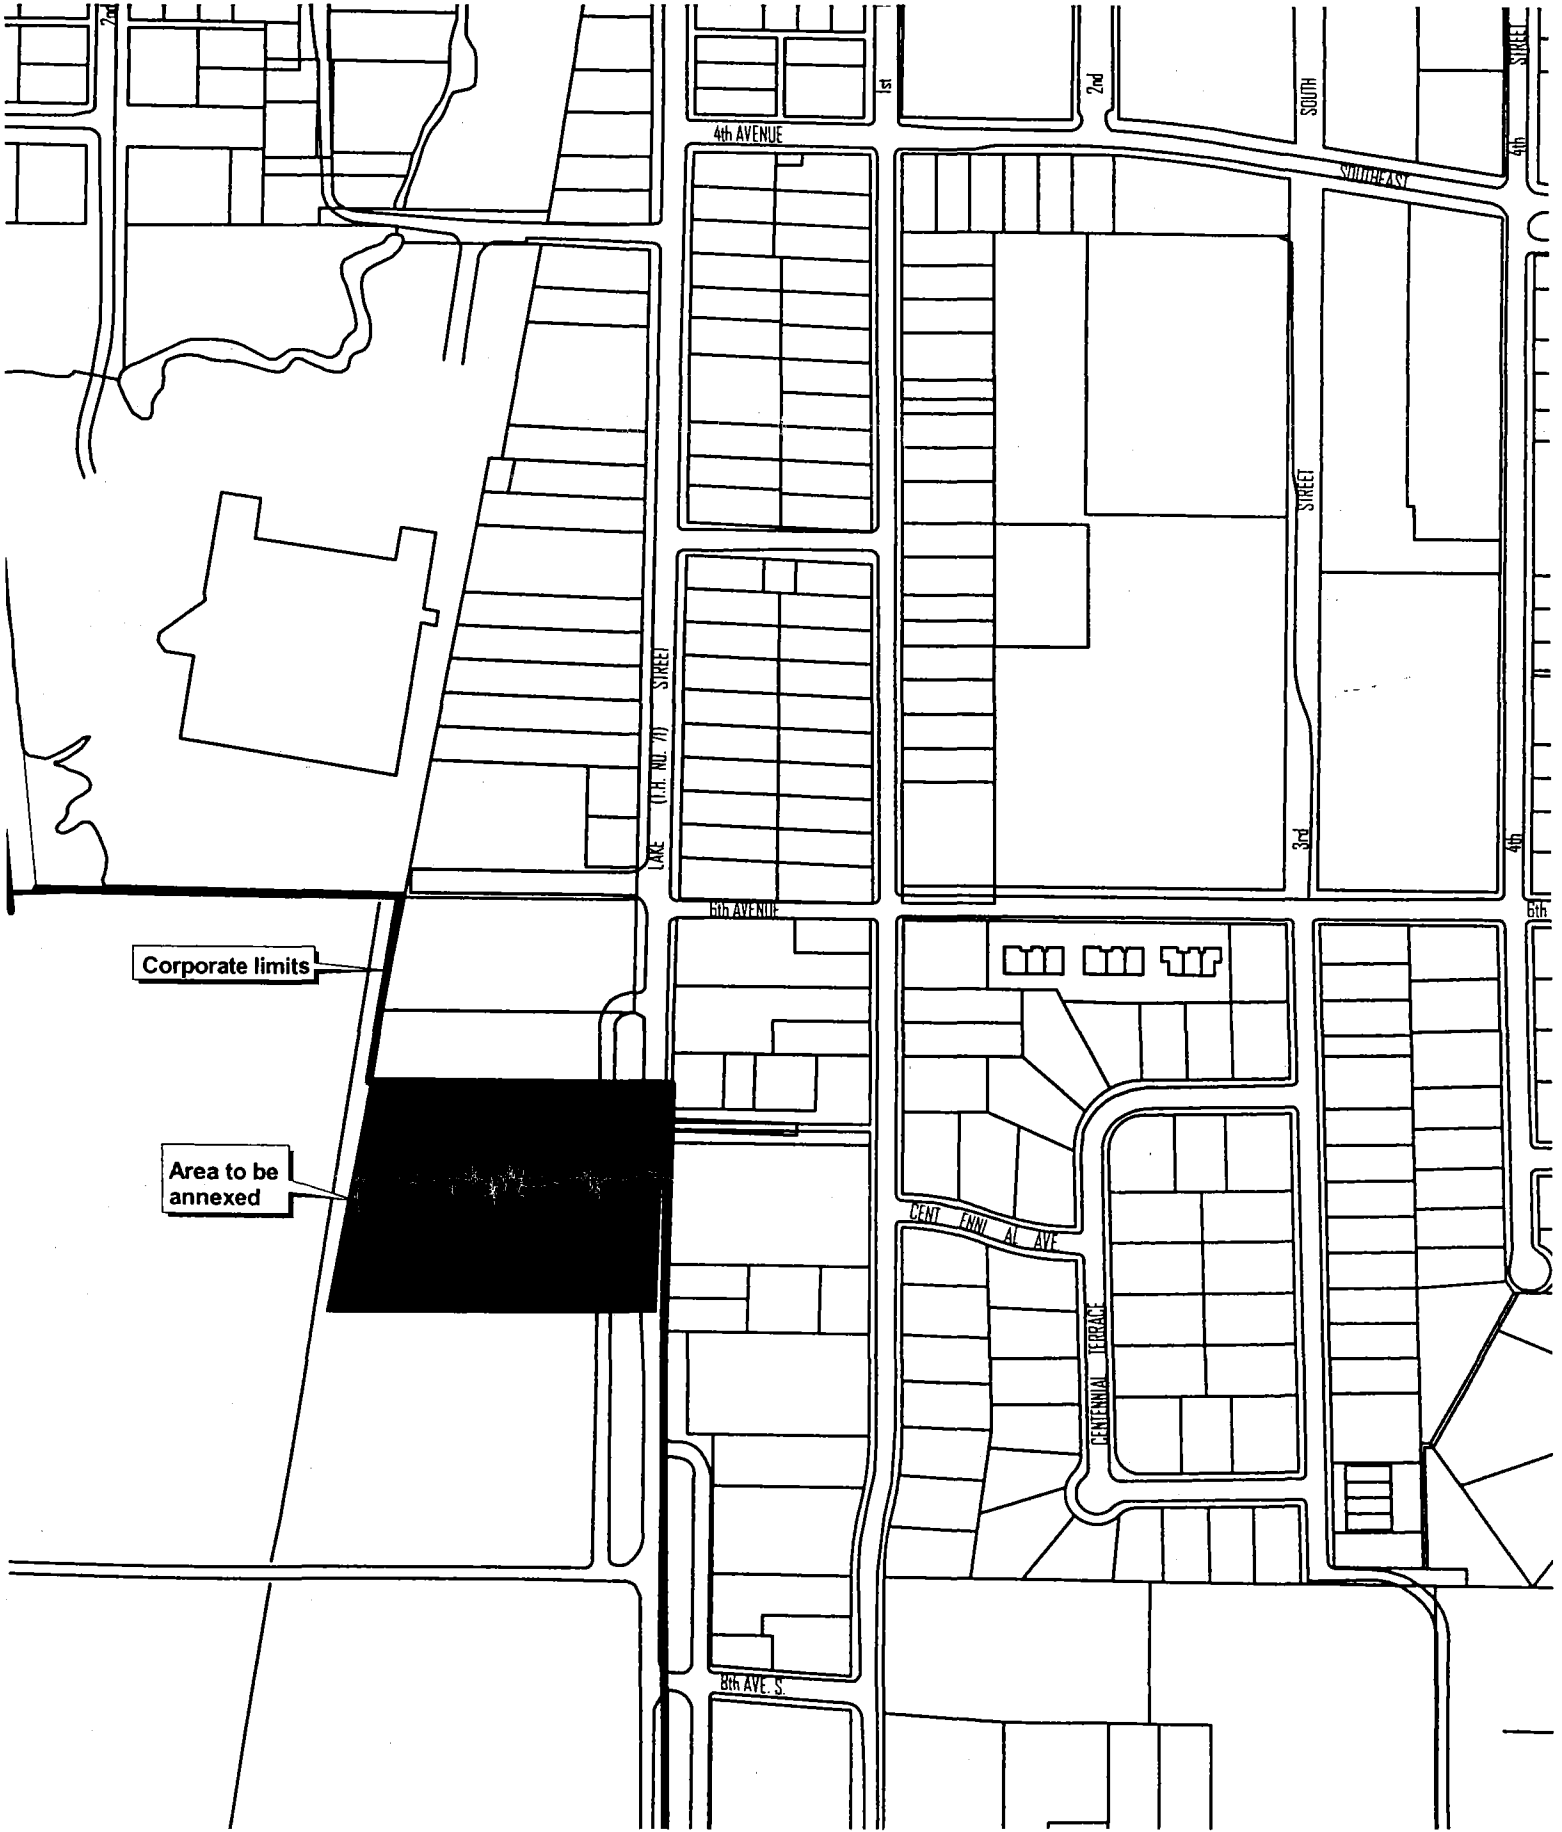 2nd
1st
2nd
SOUTH
STREET
4th AVENUE
4th
SOUTHEAST
STREET
STREET
(T.H. NO. 71)
LAKE
3rd
4th
6th AVENUE
6th
Corporate limits
Area to be
annexed
CENT ENNI AL AVE.
CENTENNIAL TERRACE
8th AVE. S.